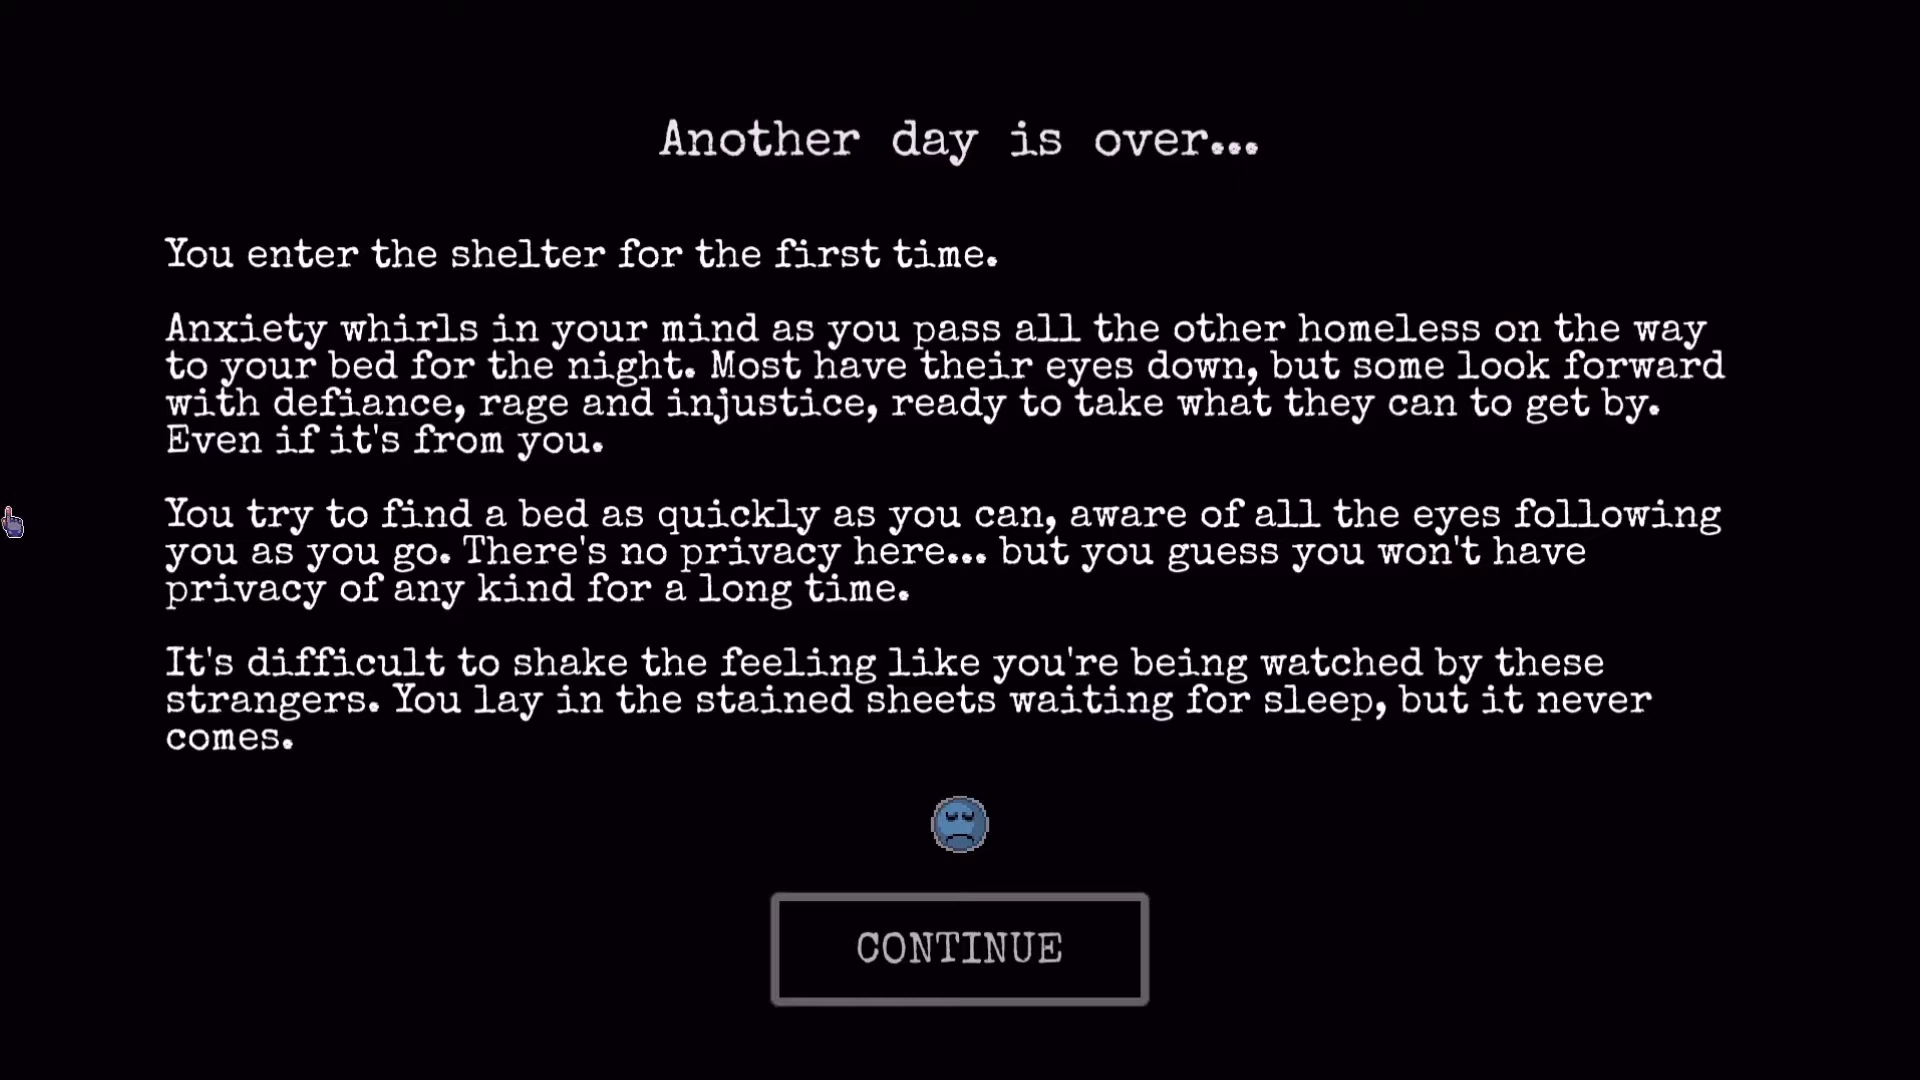 Another day is over...
You enter the shelter for the first time.
Anxiety whirls in your mind as you pass all the other homeless on the way
to your bed for the night. Most have their eyes down, but some look forward
with defiance, rage and injustice, ready to take what they can to get by.
Even if it's from you.
You try to find a bed as quickly as you can, aware of all the eyes following
you as you go. There's no privacy here... but you guess you won't have
privacy of any kind for a long time.
It's difficult to shake the feeling like you're being watched by these
strangers. You lay in the stained sheets waiting for sleep, but it never
comes.
CONTINUE